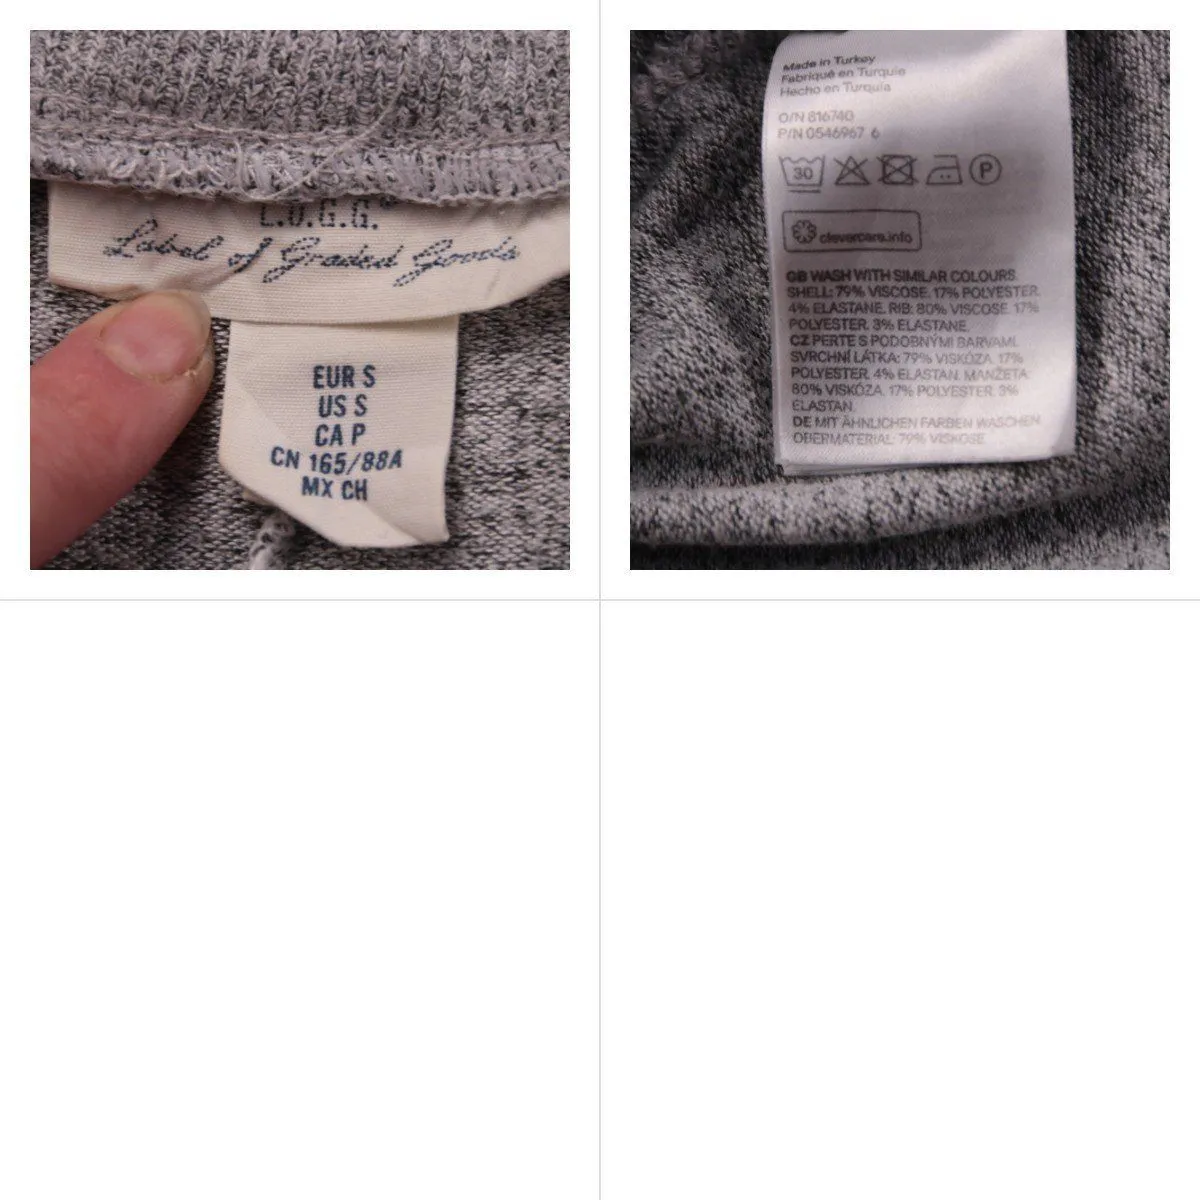 L.O.G.G.®
Label of Graded Goods
EUR S
US S
CA P
CN 165/88A
MX CH
Made in Turkey
Fabriqué en Turquie
Hecho en Turquía
O/N 816740
P/N 0546967 6
30
P
clevercare.info
GB WASH WITH SIMILAR COLOURS.
SHELL: 79% VISCOSE. 17% POLYESTER.
4% ELASTANE. RIB: 80% VISCOSE. 17%
POLYESTER. 3% ELASTANE.
CZ PERTE S PODOBNÝMI BARVAMI.
SVRCHNÍ LÁTKA: 79% VISKÓZA. 17%
POLYESTER. 4% ELASTAN. MANŽETA:
80% VISKÓZA. 17% POLYESTER. 3%
ELASTAN.
DE MIT ÄHNLICHEN FARBEN WASCHEN.
OBERMATERIAL: 79% VISKOSE.